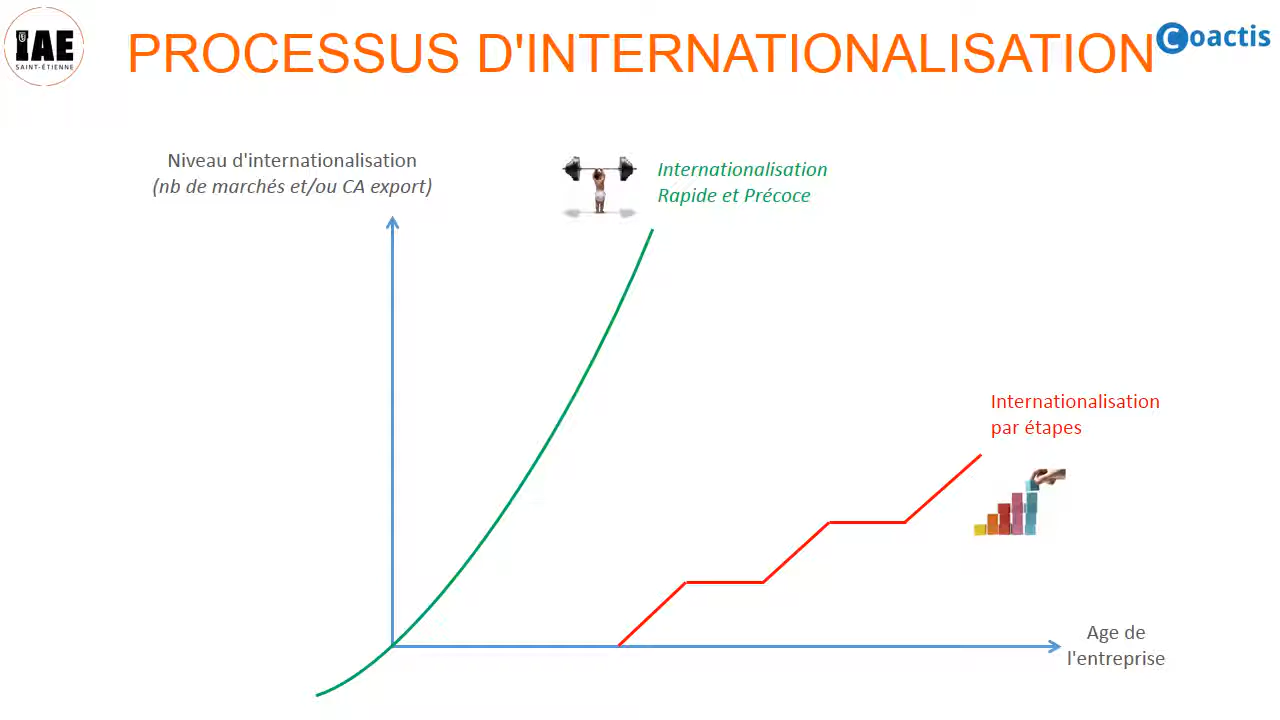 IAE
SAINT-ÉTIENNE
PROCESSUS D'INTERNATIONALISATION
Coactis
Niveau d'internationalisation
(nb de marchés et/ou CA export)
Internationalisation
Rapide et Précoce
Internationalisation
par étapes
Age de
l'entreprise